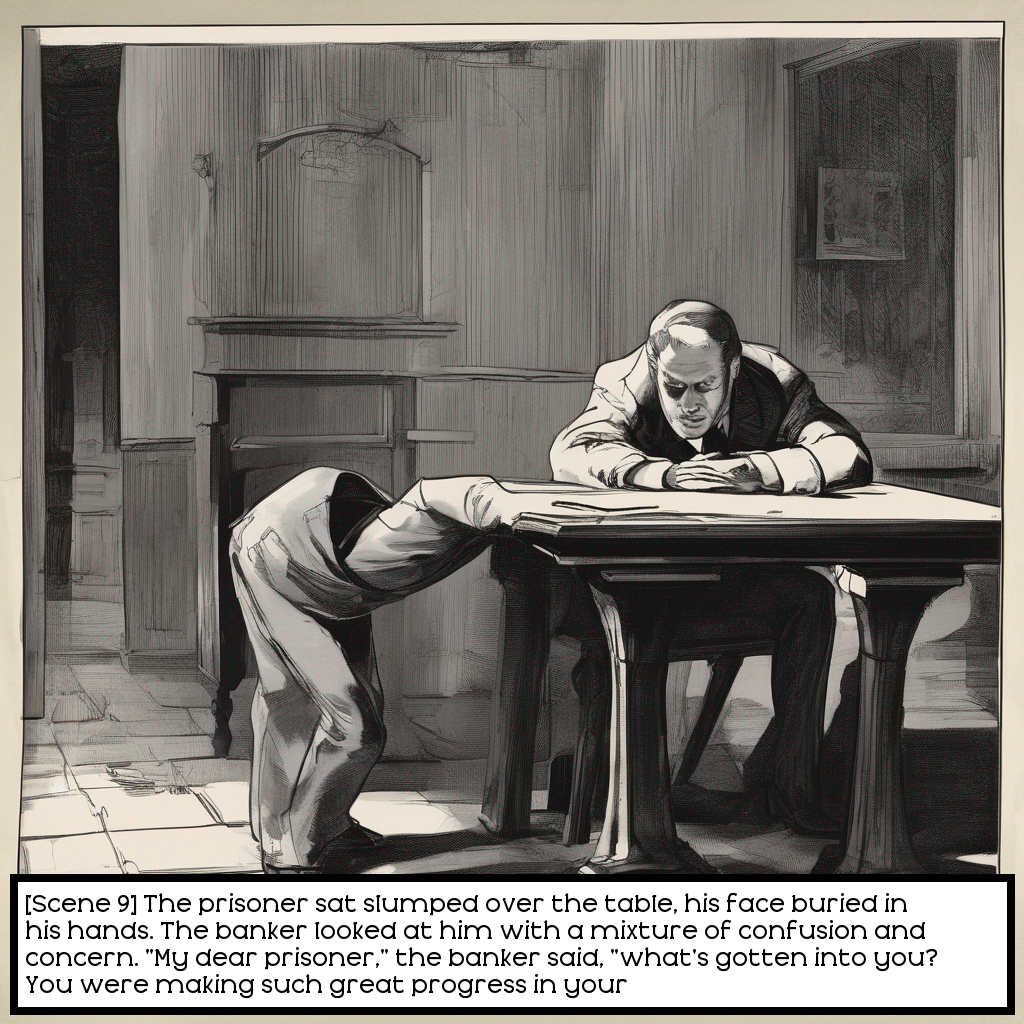 [Scene 9] The prisoner sat slumped over the table, his face buried in
his hands. The banker looked at him with a mixture of confusion and
concern. "My dear prisoner," the banker said, "what's gotten into you?
You were making such great progress in your